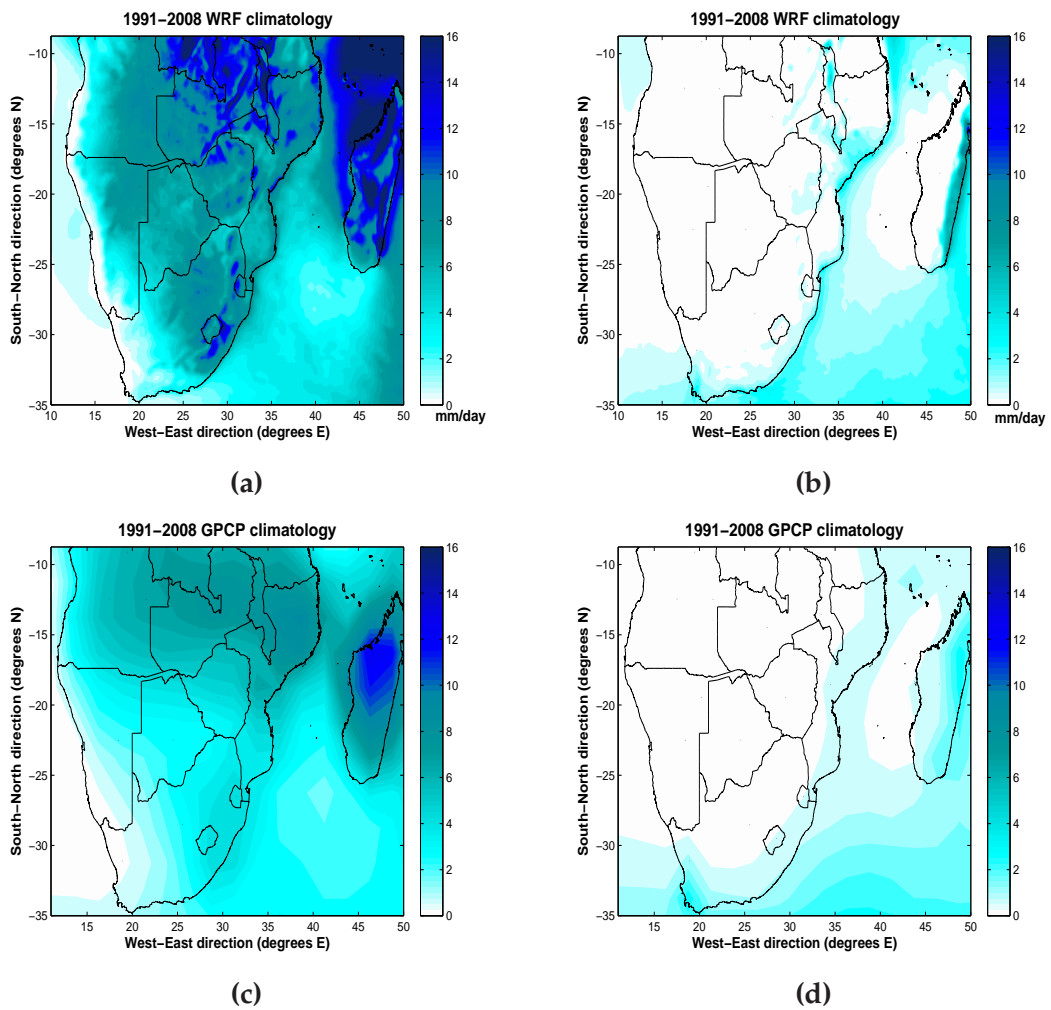 1991−2008 WRF climatology
−10
−15
−20
−25
−30
−35
10 15 20 25 30 35 40 45 50
South−North direction (degrees N)
West−East direction (degrees E)
16
14
12
10
8
6
4
2
0
mm/day
(a)
1991−2008 WRF climatology
−10
−15
−20
−25
−30
−35
10 15 20 25 30 35 40 45 50
South−North direction (degrees N)
West−East direction (degrees E)
16
14
12
10
8
6
4
2
0
mm/day
(b)
1991−2008 GPCP climatology
−10
−15
−20
−25
−30
−35
15 20 25 30 35 40 45 50
South−North direction (degrees N)
West−East direction (degrees E)
16
14
12
10
8
6
4
2
0
(c)
1991−2008 GPCP climatology
−10
−15
−20
−25
−30
−35
15 20 25 30 35 40 45 50
South−North direction (degrees N)
West−East direction (degrees E)
16
14
12
10
8
6
4
2
0
(d)